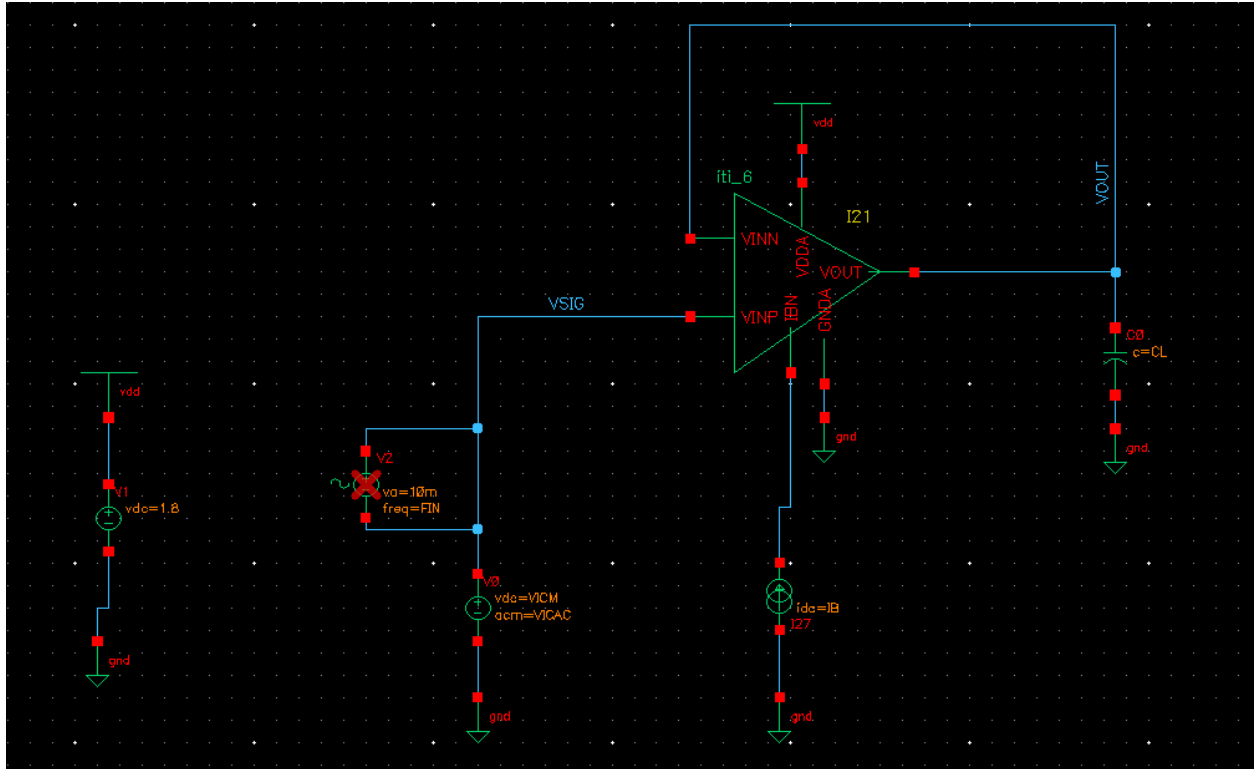 vdd
iti_6
I21
VOUT
VINN
VDDA
VOUT
VSIG
VINP
IBN
GNDA
C0
c=CL
vdd
gnd
gnd
V2
va=10m
freq=FIN
V1
vdc=1.8
V0
vdc=VICM
acm=VICAC
idc=IB
I27
gnd
gnd
gnd